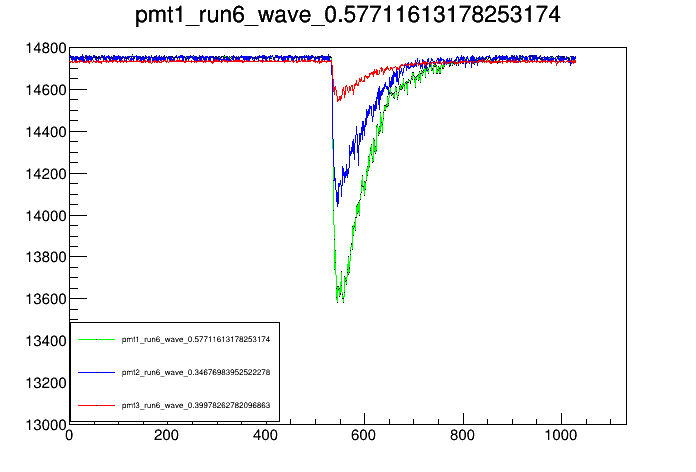 pmt1_run6_wave_0.57711613178253174
14800
14600
14400
14200
14000
13800
13600
13400
13200
13000
pmt1_run6_wave_0.57711613178253174
pmt2_run6_wave_0.34676983952522278
pmt3_run6_wave_0.39978262782096863
0 200 400 600 800 1000